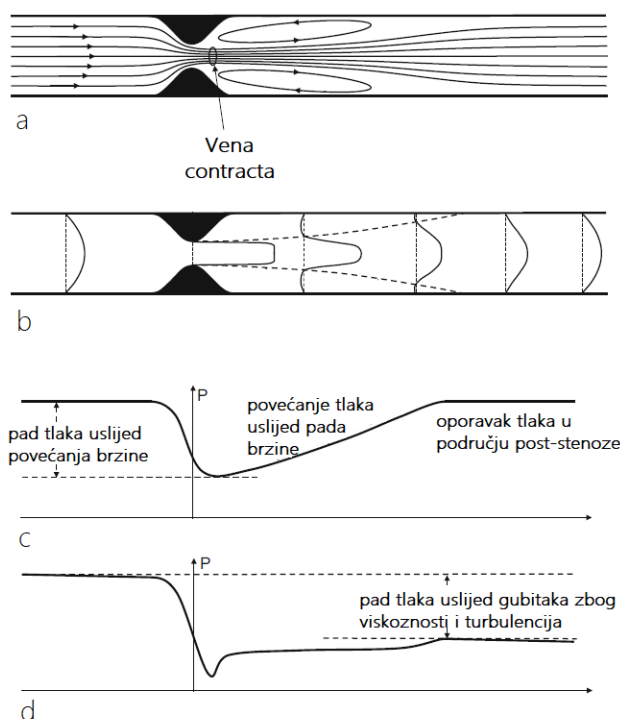 a
Vena
contracta
b
P
pad tlaka uslijed
povećanja brzine
povećanje tlaka
uslijed pada
brzine
oporavak tlaka u
području post-stenoze
c
P
pad tlaka uslijed gubitaka zbog
viskoznosti i turbulencija
d